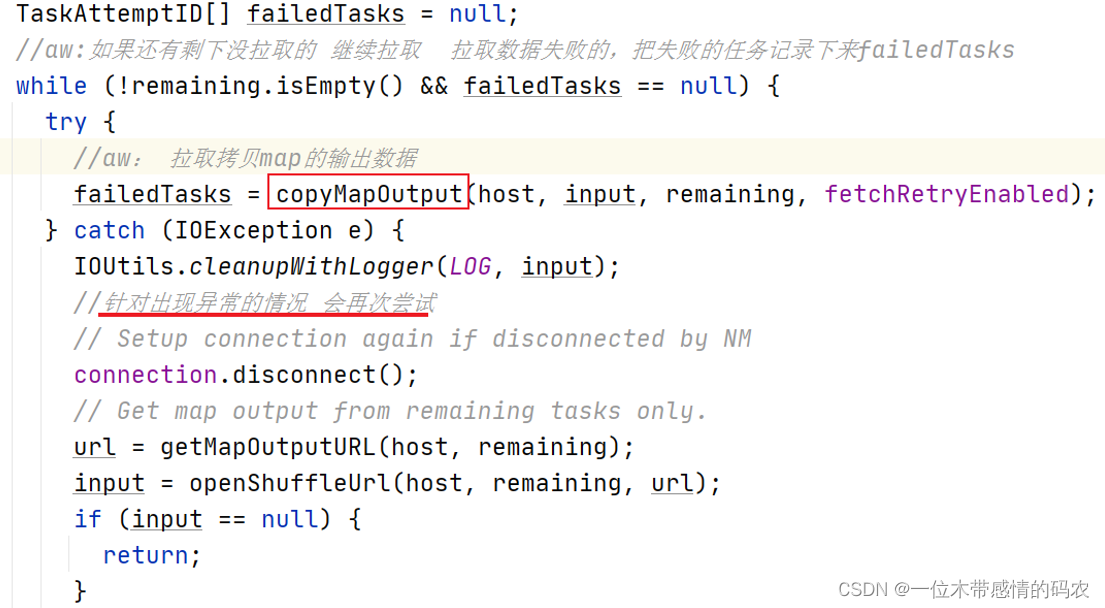 TaskAttemptID[] failedTasks = null;
//aw:如果还有剩下没拉取的 继续拉取  拉取数据失败的，把失败的任务记录下来failedTasks
while (!remaining.isEmpty() && failedTasks == null) {
try {
//aw： 拉取拷贝map的输出数据
failedTasks = copyMapOutput(host, input, remaining, fetchRetryEnabled);
} catch (IOException e) {
IOUtils.cleanupWithLogger(LOG, input);
//针对出现异常的情况 会再次尝试
// Setup connection again if disconnected by NM
connection.disconnect();
// Get map output from remaining tasks only.
url = getMapOutputURL(host, remaining);
input = openShuffleUrl(host, remaining, url);
if (input == null) {
return;
}
CSDN @一位木带感情的码农